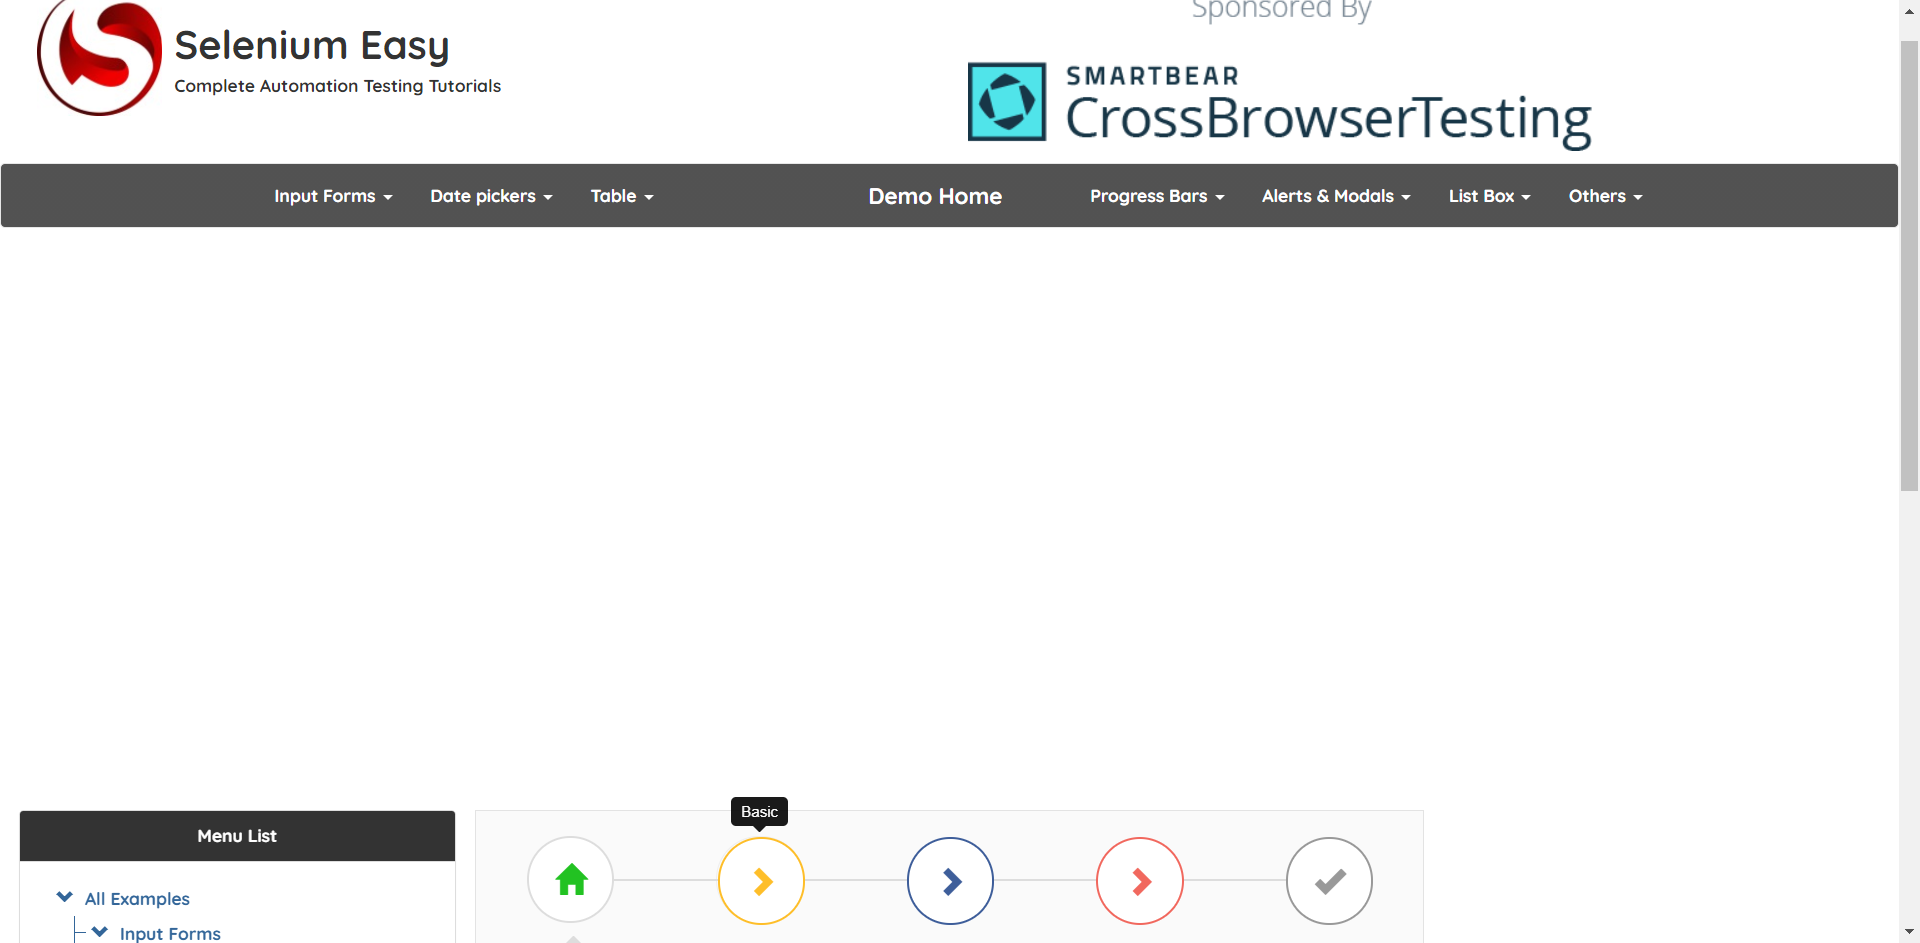 Sponsored By
Selenium Easy
Complete Automation Testing Tutorials
SMARTBEAR
CrossBrowserTesting
Input Forms Date pickers Table Demo Home Progress Bars Alerts & Modals List Box Others
Basic
Menu List
All Examples
Input Forms